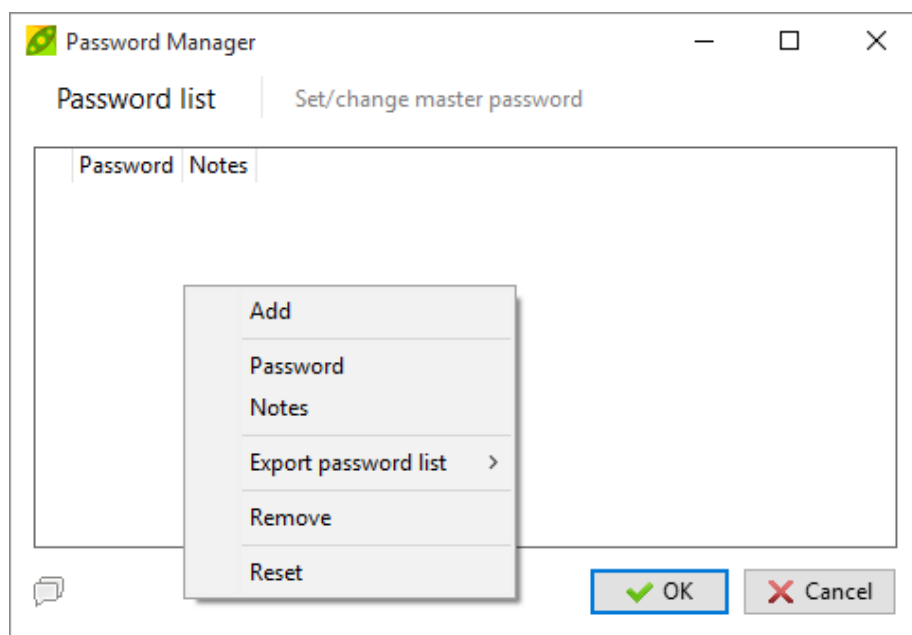 Password Manager
Password list Set/change master password
Password Notes
Add
Password
Notes
Export password list
Remove
Reset
OK Cancel